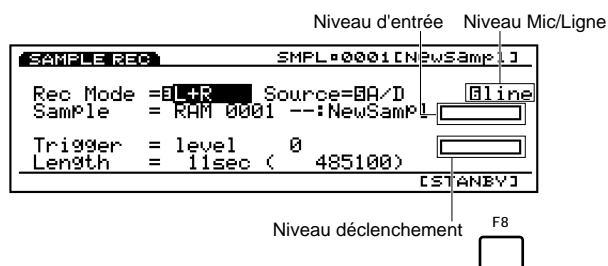 Niveau d'entrée Niveau Mic/Ligne
SAMPLE REC SMPL=0001[NewSampl]
Rec Mode =L+R Source=A/D line
Sample = RAM 0001 --:NewSampl
Trigger = level 0
Length = 11sec ( 485100)
[STANBY]
Niveau déclenchement F8